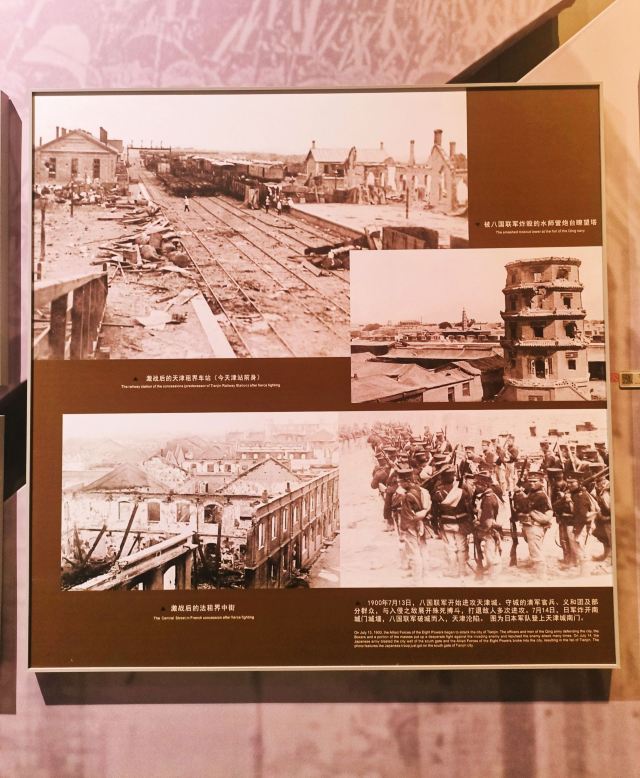 被八国联军炸毁的水师营炮台瞭望塔
The smashed lookout tower at the fort of the Qing navy
激战后的天津租界车站（今天津站前身）
The railway station of the concessions (predecessor of Tianjin Railway Station) after fierce fighting
激战后的法租界中街
The Central Street in French concession after fierce fighting
1900年7月13日，八国联军开始进攻天津城。守城的清军官兵、义和团及部
分群众，与入侵之敌展开殊死搏斗，打退敌人多次进攻。7月14日，日军炸开南
城门城墙，八国联军破城而入，天津沦陷。 图为日本军队登上天津城南门。
On July 13, 1900, the Allied Forces of the Eight Powers began to attack the city of Tianjin. The officers and men of the Qing army defending the city, the
Boxers and a portion of the masses put up a desperate fight against the invading enemy and repulsed the enemy attack many times. On July 14, the
Japanese army blasted the city wall of the south gate and the Allied Forces of the Eight Powers broke into the city, resulting in the fall of Tianjin. The
photo features the Japanese troop just got on the south gate of Tianjin city.